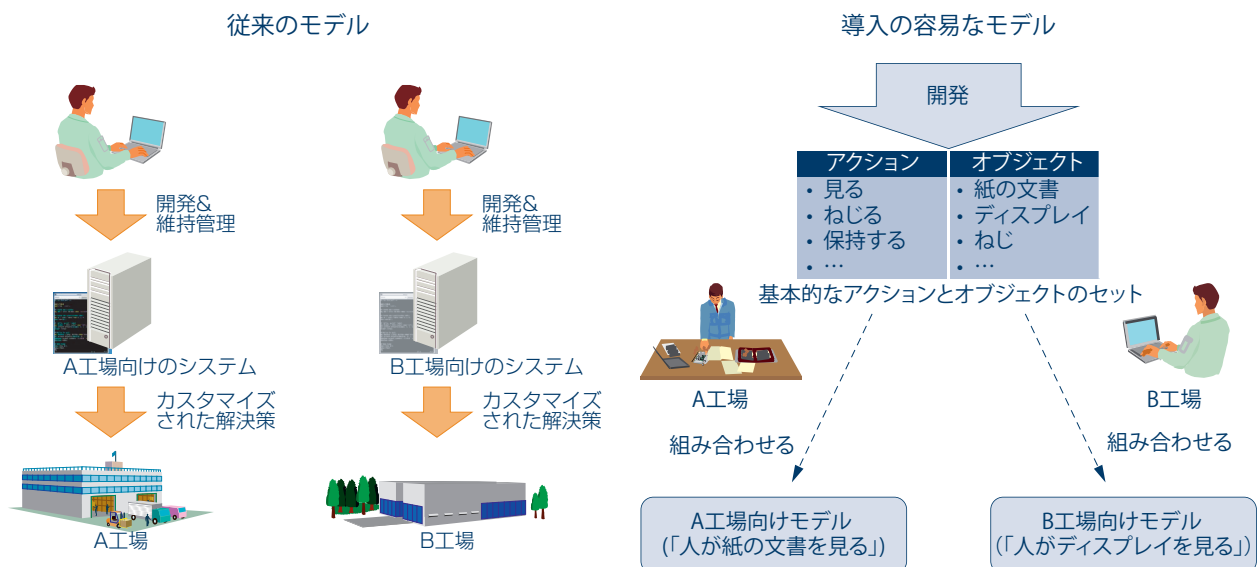 従来のモデル
開発&
維持管理
A工場向けのシステム
カスタマイズ
された解決策
A工場
開発&
維持管理
B工場向けのシステム
カスタマイズ
された解決策
B工場
導入の容易なモデル
開発
アクション
・見る
・ねじる
・保持する
・…
オブジェクト
・紙の文書
・ディスプレイ
・ねじ
・…
基本的なアクションとオブジェクトのセット
A工場
組み合わせる
A工場向けモデル
(「人が紙の文書を見る」)
B工場
組み合わせる
B工場向けモデル
(「人がディスプレイを見る」)